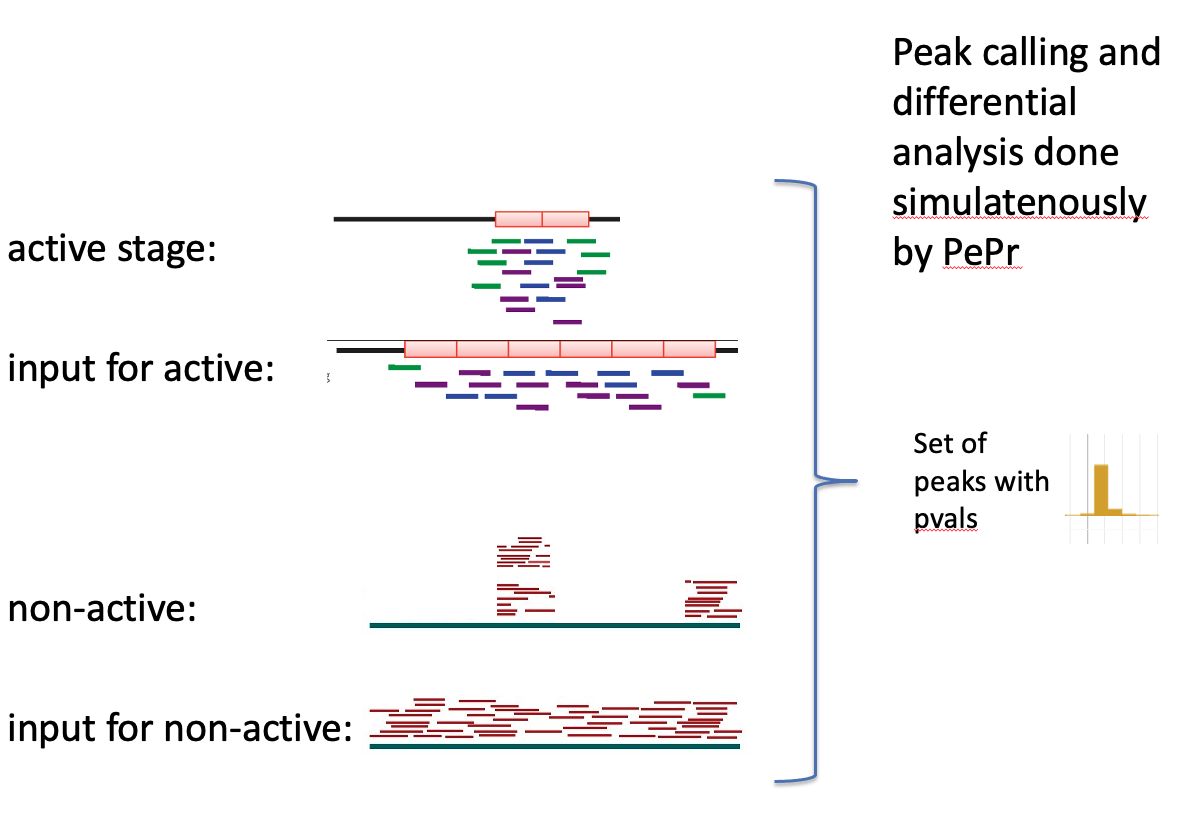 Peak calling and
differential
analysis done
simulatenously
by PePr
active stage:
input for active:
Set of
peaks with
pvals
non-active:
input for non-active: